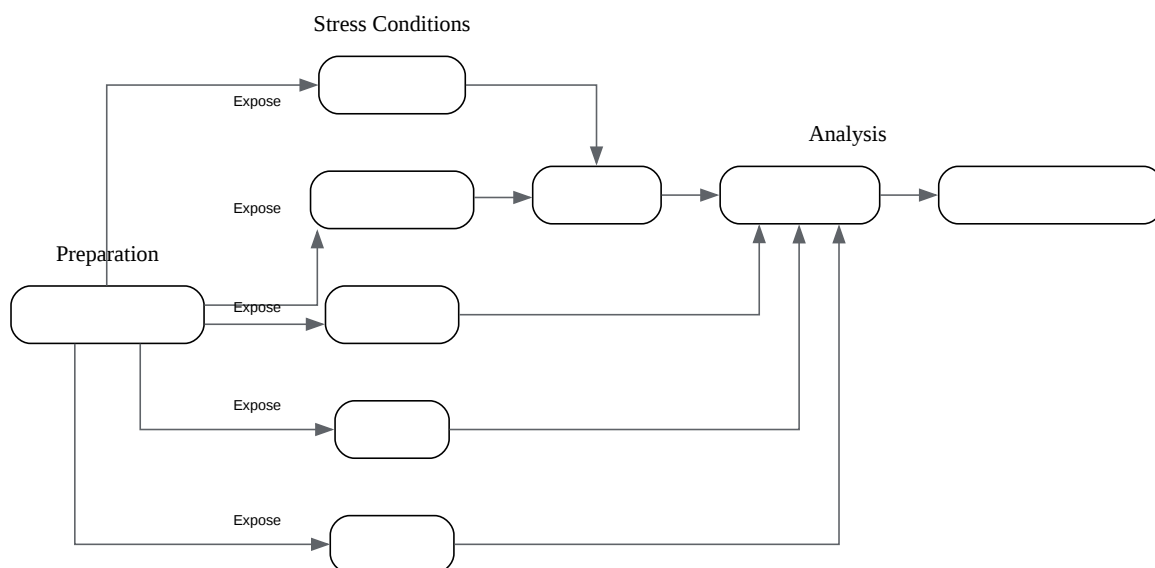 Stress Conditions
Expose
Analysis
Expose
Preparation
Expose
Expose
Expose